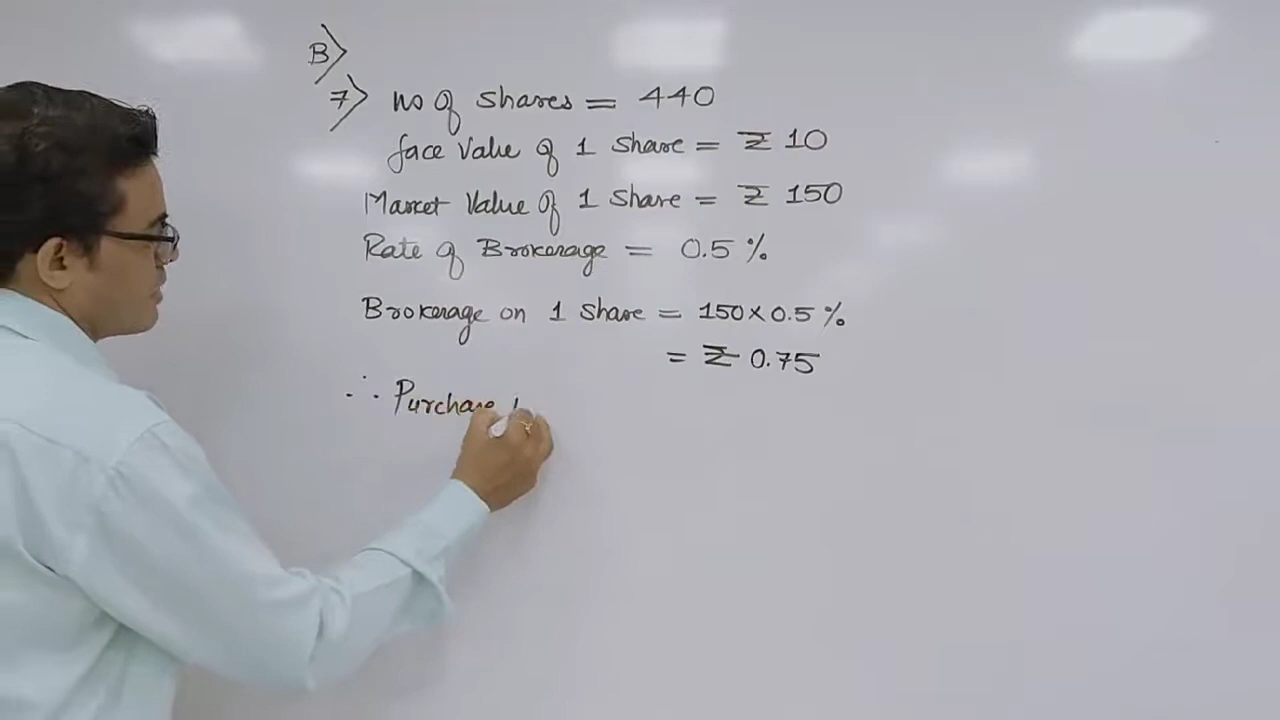 B)
7) no of shares = 440
face value of 1 share = ₹ 10
Market value of 1 share = ₹ 150
Rate of Brokerage = 0.5 %
Brokerage on 1 share = 150 × 0.5 %
= ₹ 0.75
∴ Purchase